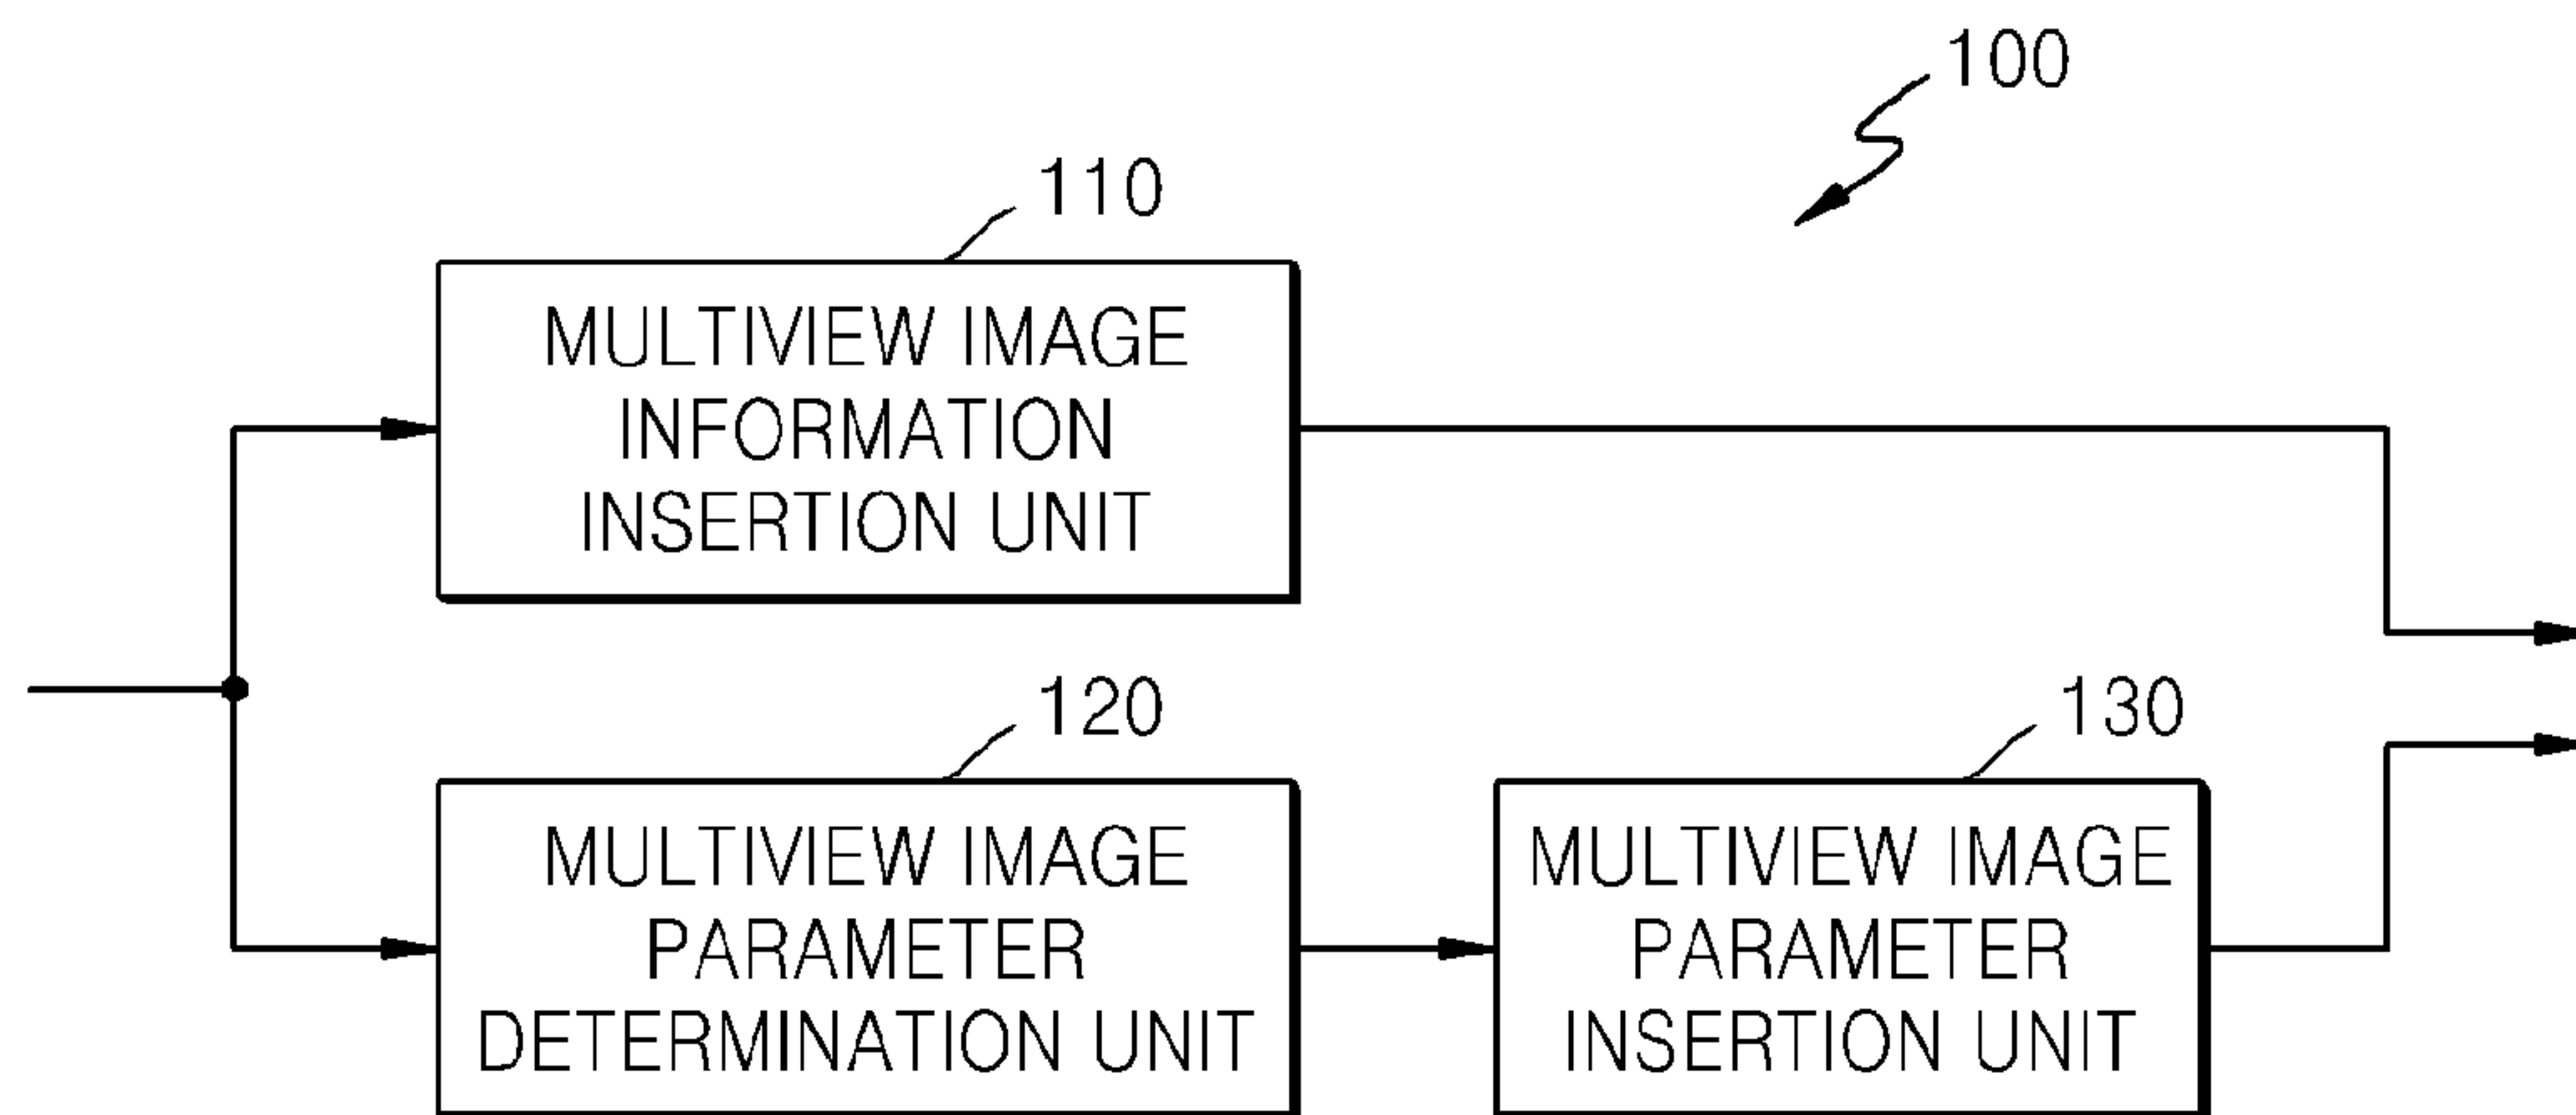 100
110
MULTIVIEW IMAGE
INFORMATION
INSERTION UNIT
120
MULTIVIEW IMAGE
PARAMETER
DETERMINATION UNIT
130
MULTIVIEW IMAGE
PARAMETER
INSERTION UNIT